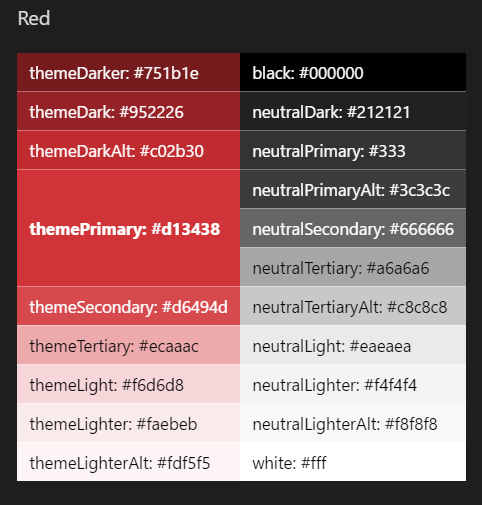 Red
themeDarker: #751b1e
black: #000000
themeDark: #952226
neutralDark: #212121
themeDarkAlt: #c02b30
neutralPrimary: #333
neutralPrimaryAlt: #3c3c3c
themePrimary: #d13438
neutralSecondary: #666666
neutralTertiary: #a6a6a6
themeSecondary: #d6494d
neutralTertiaryAlt: #c8c8c8
themeTertiary: #ecaaac
neutralLight: #eaeaea
themeLight: #f6d6d8
neutralLighter: #f4f4f4
themeLighter: #faebeb
neutralLighterAlt: #f8f8f8
themeLighterAlt: #fdf5f5
white: #fff